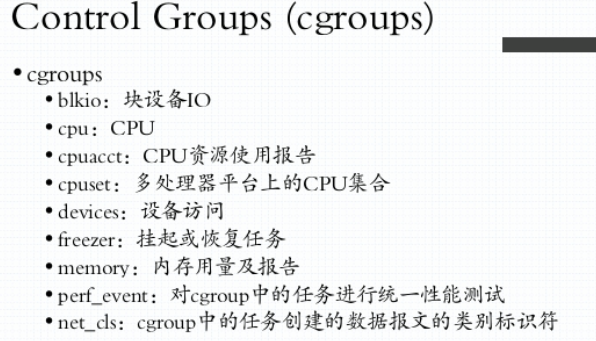 Control Groups (cgroups)
• cgroups
• blkio：块设备IO
• cpu：CPU
• cpuacct：CPU资源使用报告
• cpuset：多处理器平台上的CPU集合
• devices：设备访问
• freezer：挂起或恢复任务
• memory：内存用量及报告
• perf_event：对cgroup中的任务进行统一性能测试
• net_cls：cgroup中的任务创建的数据报文的类别标识符